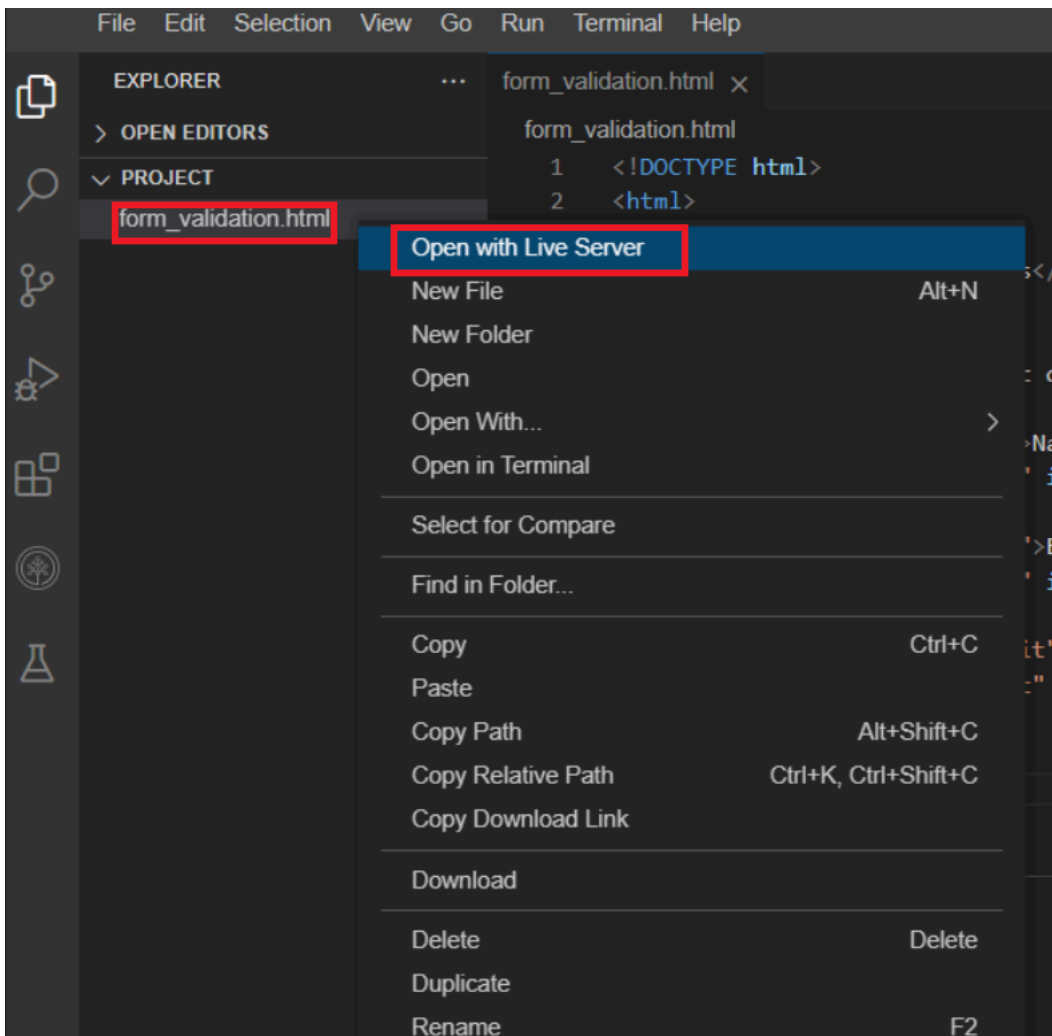 File Edit Selection View Go Run Terminal Help
EXPLORER ...
OPEN EDITORS
PROJECT
form_validation.html
form_validation.html ×
form_validation.html
1 <!DOCTYPE html>
2 <html>
Open with Live Server
New File Alt+N
New Folder
Open
Open With...
Open in Terminal
Select for Compare
Find in Folder...
Copy Ctrl+C
Paste
Copy Path Alt+Shift+C
Copy Relative Path Ctrl+K, Ctrl+Shift+C
Copy Download Link
Download
Delete Delete
Duplicate
Rename F2